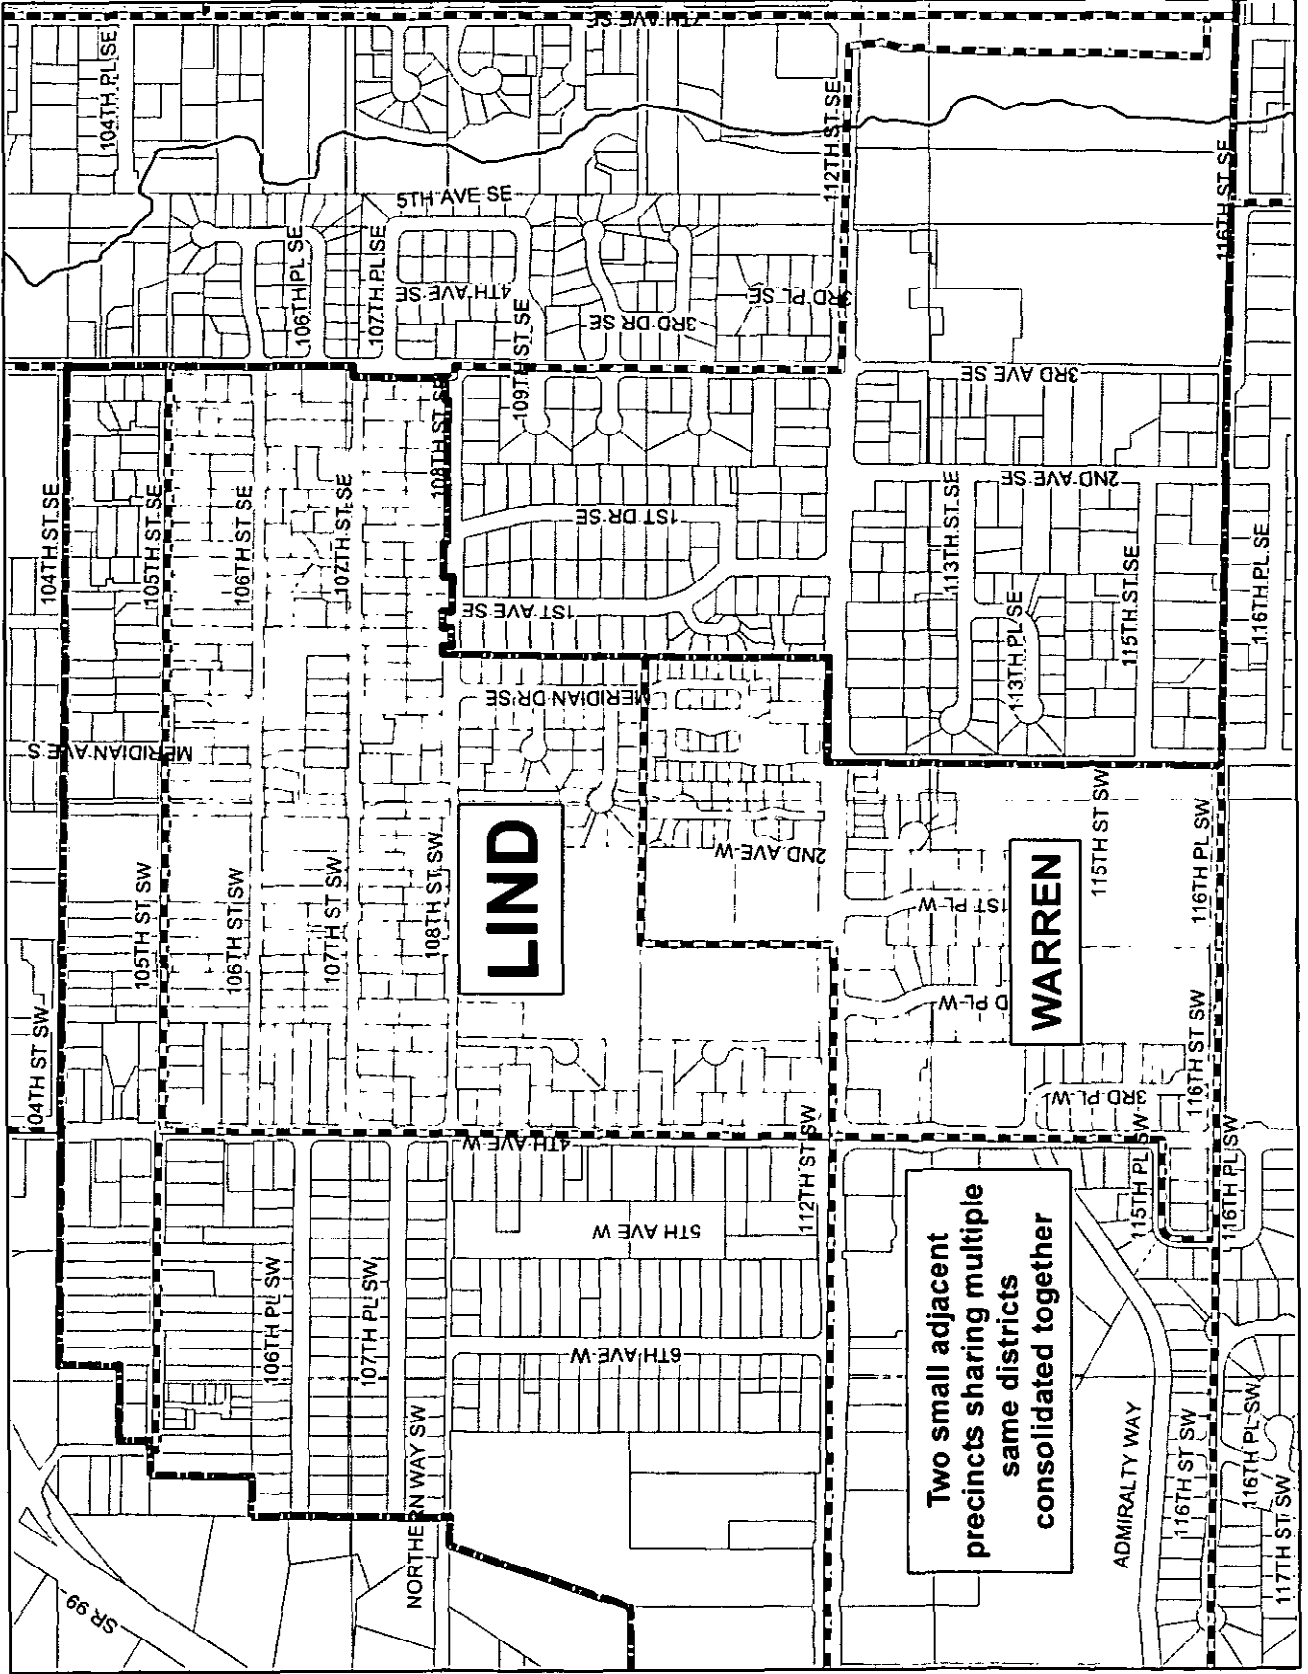 104TH PL SE
7TH AVE SE
5TH AVE SE
106TH PL SE
107TH PL SE
4TH AVE SE
109TH ST SE
3RD DR SE
3RD PL SE
112TH ST SE
116TH ST SE
3RD AVE SE
104TH ST SE
105TH ST SE
106TH ST SE
107TH ST SE
108TH ST SE
1ST DR SE
1ST AVE SE
2ND AVE SE
113TH ST SE
113TH PL SE
115TH ST SE
116TH PL SE
MERIDIAN AVE S
MERIDIAN DR SE
105TH ST SW
106TH ST SW
107TH ST SW
108TH ST SW
LIND
2ND AVE W
115TH ST SW
116TH PL SW
1ST PL W
D PL W
WARREN
04TH ST SW
4TH AVE W
112TH ST SW
3RD PL W
116TH ST SW
115TH PL SW
116TH PL SW
5TH AVE W
6TH AVE W
106TH PL SW
107TH PL SW
NORTHERN WAY SW
SR 99
Two small adjacent
precincts sharing multiple
same districts
consolidated together
ADMIRALTY WAY
116TH ST SW
116TH PL SW
117TH ST SW